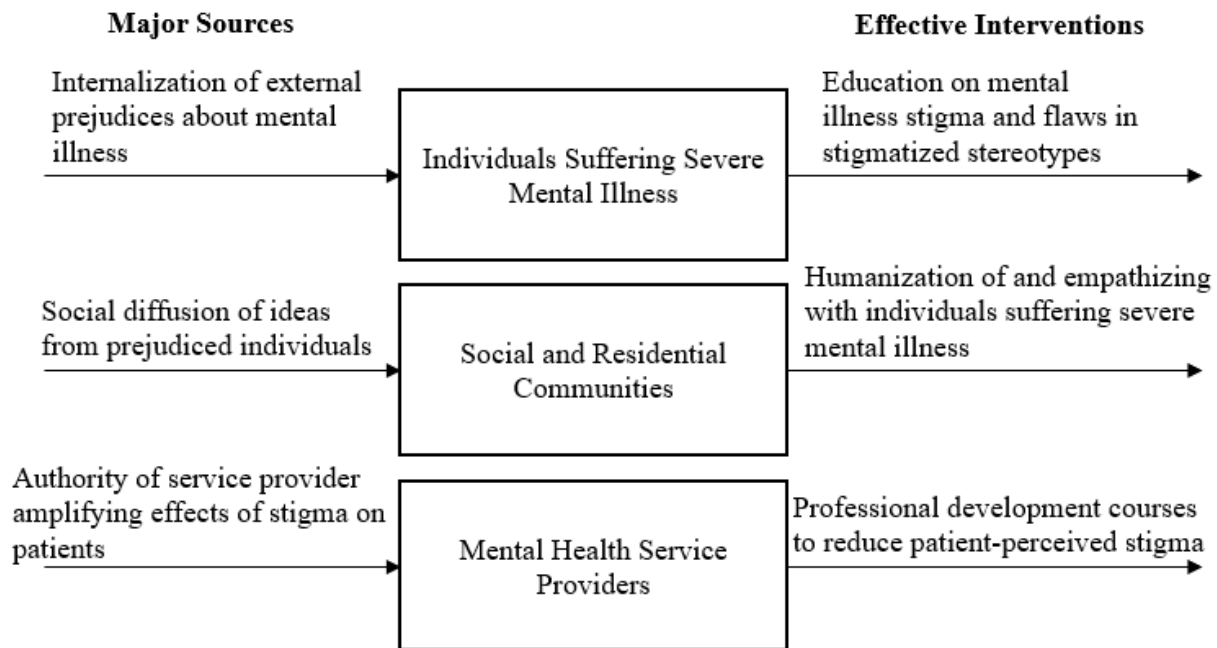 Major Sources
Effective Interventions
Internalization of external
prejudices about mental
illness
Individuals Suffering Severe
Mental Illness
Education on mental
illness stigma and flaws in
stigmatized stereotypes
Social diffusion of ideas
from prejudiced individuals
Social and Residential
Communities
Humanization of and empathizing
with individuals suffering severe
mental illness
Authority of service provider
amplifying effects of stigma on
patients
Mental Health Service
Providers
Professional development courses
to reduce patient-perceived stigma